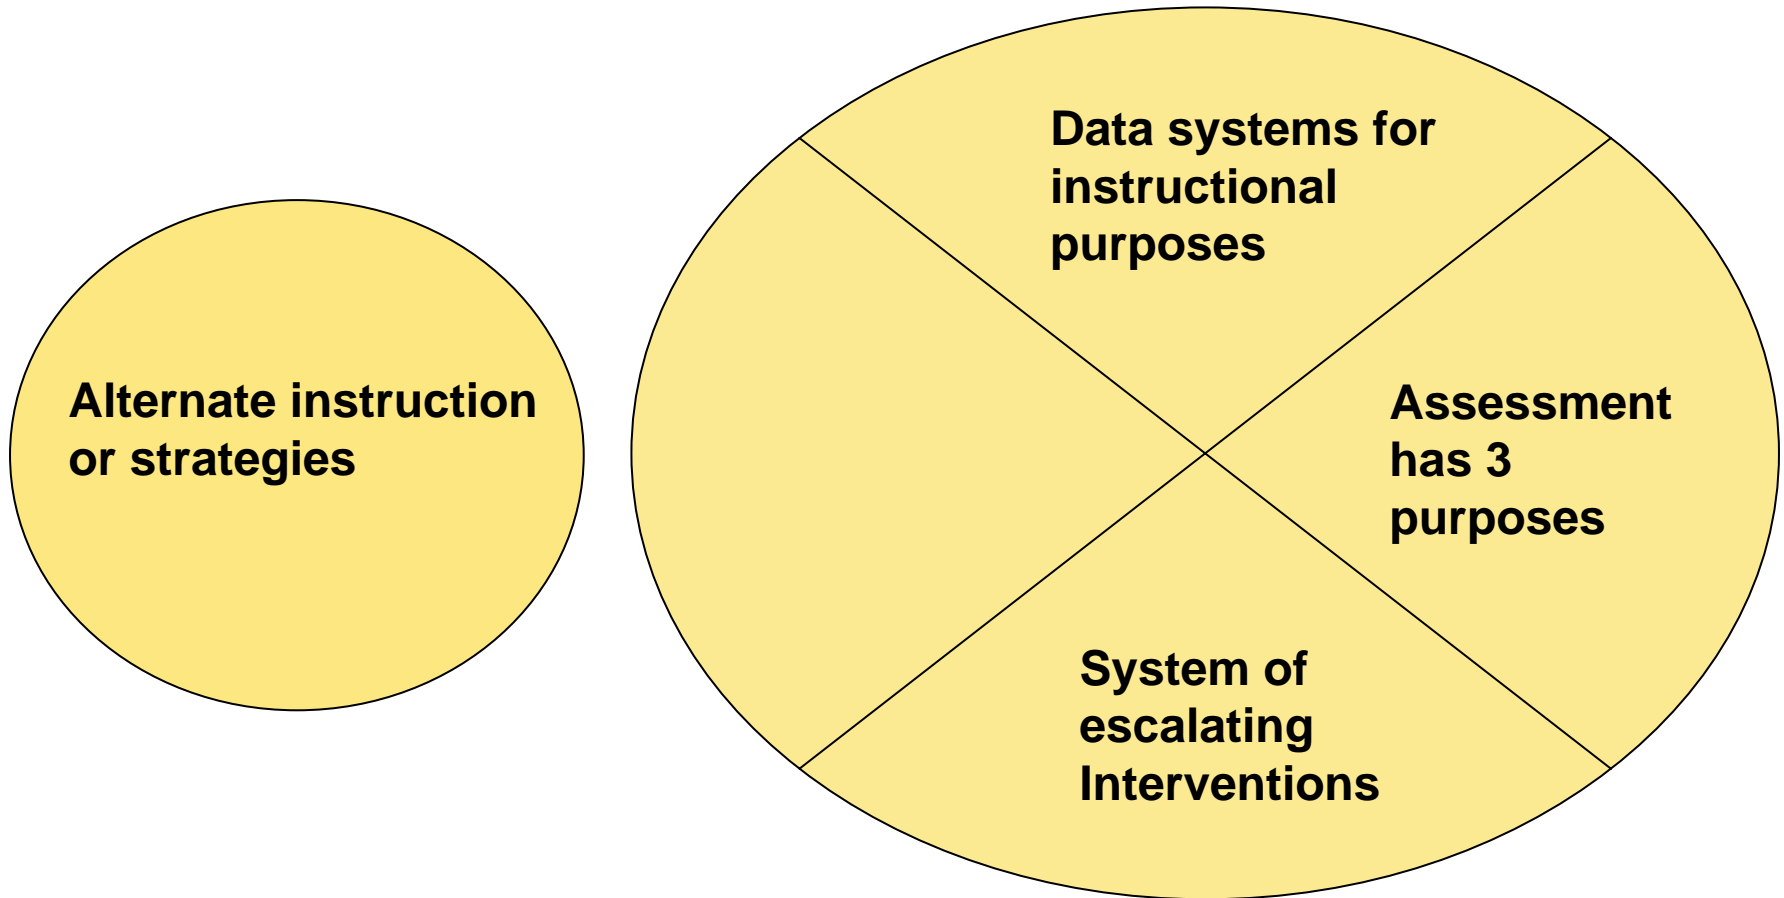 Data systems for
instructional
purposes
Alternate instruction
or strategies
Assessment
has 3
purposes
System of
escalating
Interventions